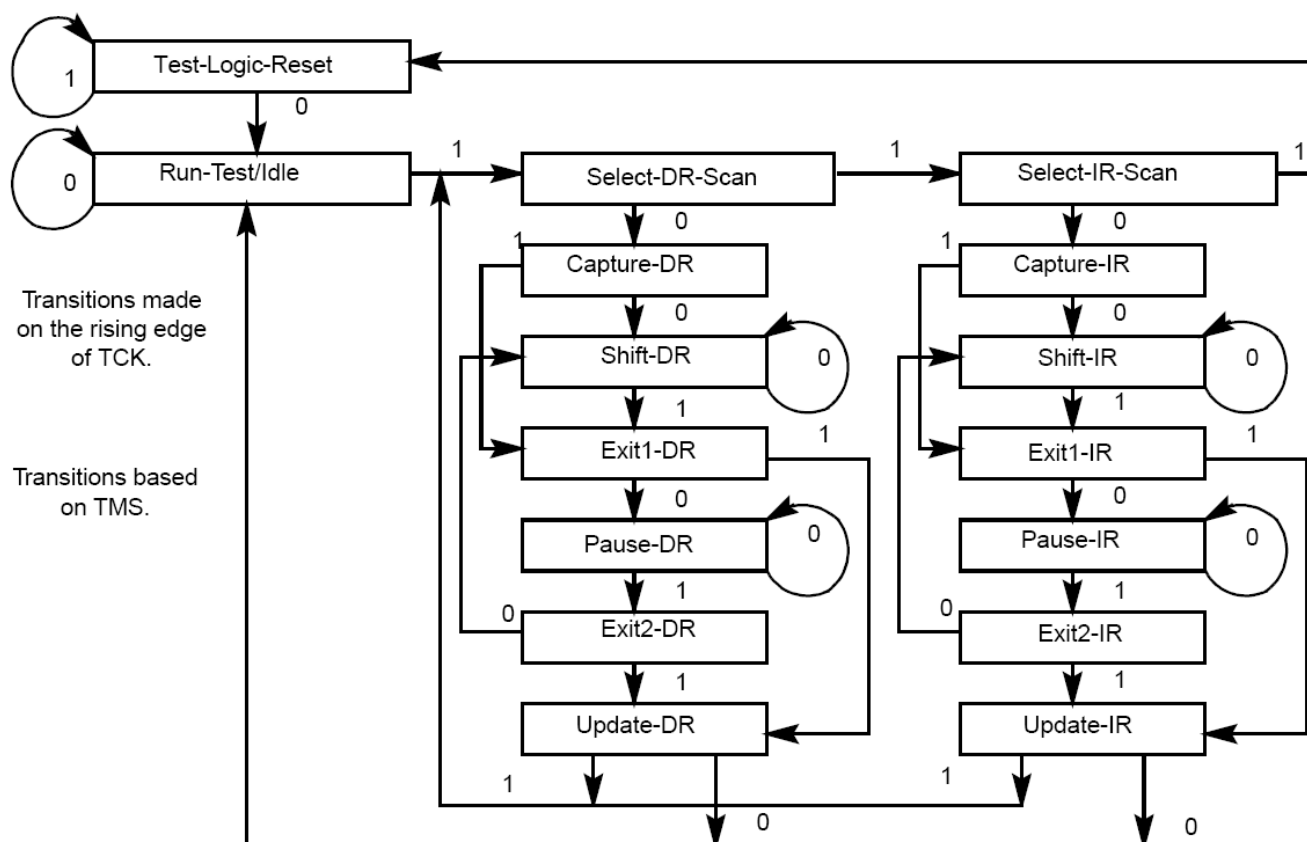 Test-Logic-Reset
1
0
Run-Test/Idle
0
1
Select-DR-Scan
1
Select-IR-Scan
1
0
0
1
Capture-DR
1
Capture-IR
0
0
Transitions made
on the rising edge
of TCK.
Shift-DR
0
Shift-IR
0
1
1
Exit1-DR
1
Exit1-IR
1
0
0
Transitions based
on TMS.
Pause-DR
0
Pause-IR
0
1
1
0
Exit2-DR
0
Exit2-IR
1
1
Update-DR
Update-IR
1
1
0
0